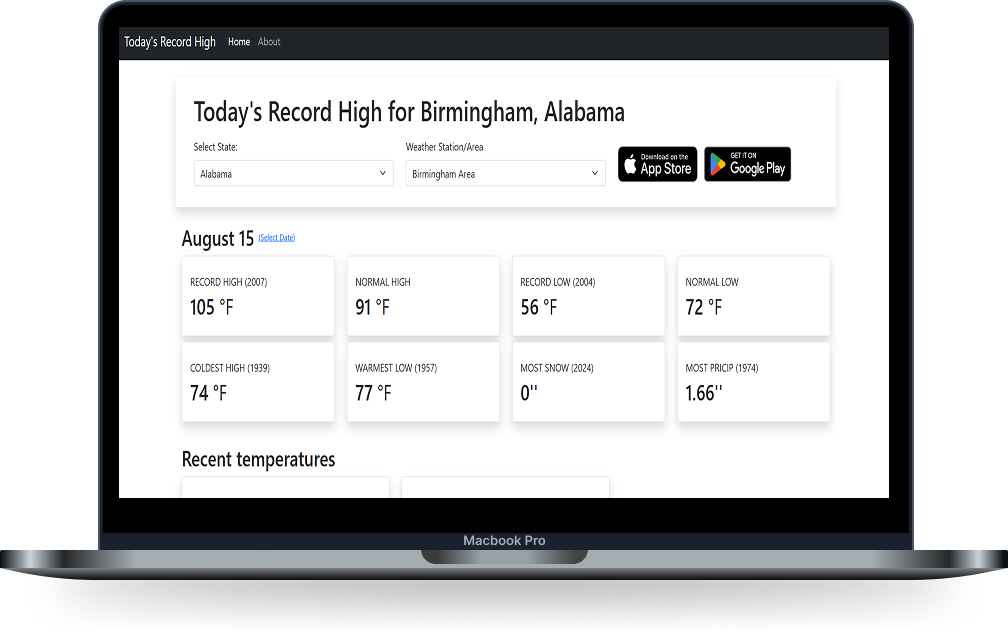 Today's Record High Home About
Today's Record High for Birmingham, Alabama
Select State: Weather Station/Area
Alabama Birmingham Area
Download on the
App Store
GET IT ON
Google Play
August 15 (Select Date)
RECORD HIGH (2007) NORMAL HIGH RECORD LOW (2004) NORMAL LOW
105 °F 91 °F 56 °F 72 °F
COLDEST HIGH (1939) WARMEST LOW (1957) MOST SNOW (2024) MOST PRICIP (1974)
74 °F 77 °F 0'' 1.66''
Recent temperatures
Macbook Pro